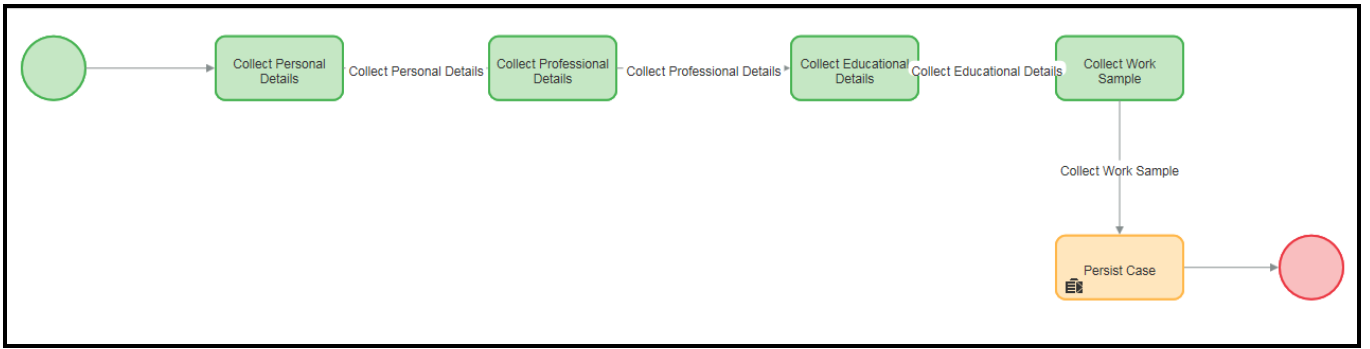 Collect Personal
Details
Collect Personal Details
Collect Professional
Details
Collect Professional Details
Collect Educational
Details
Collect Educational Details
Collect Work
Sample
Collect Work Sample
Persist Case